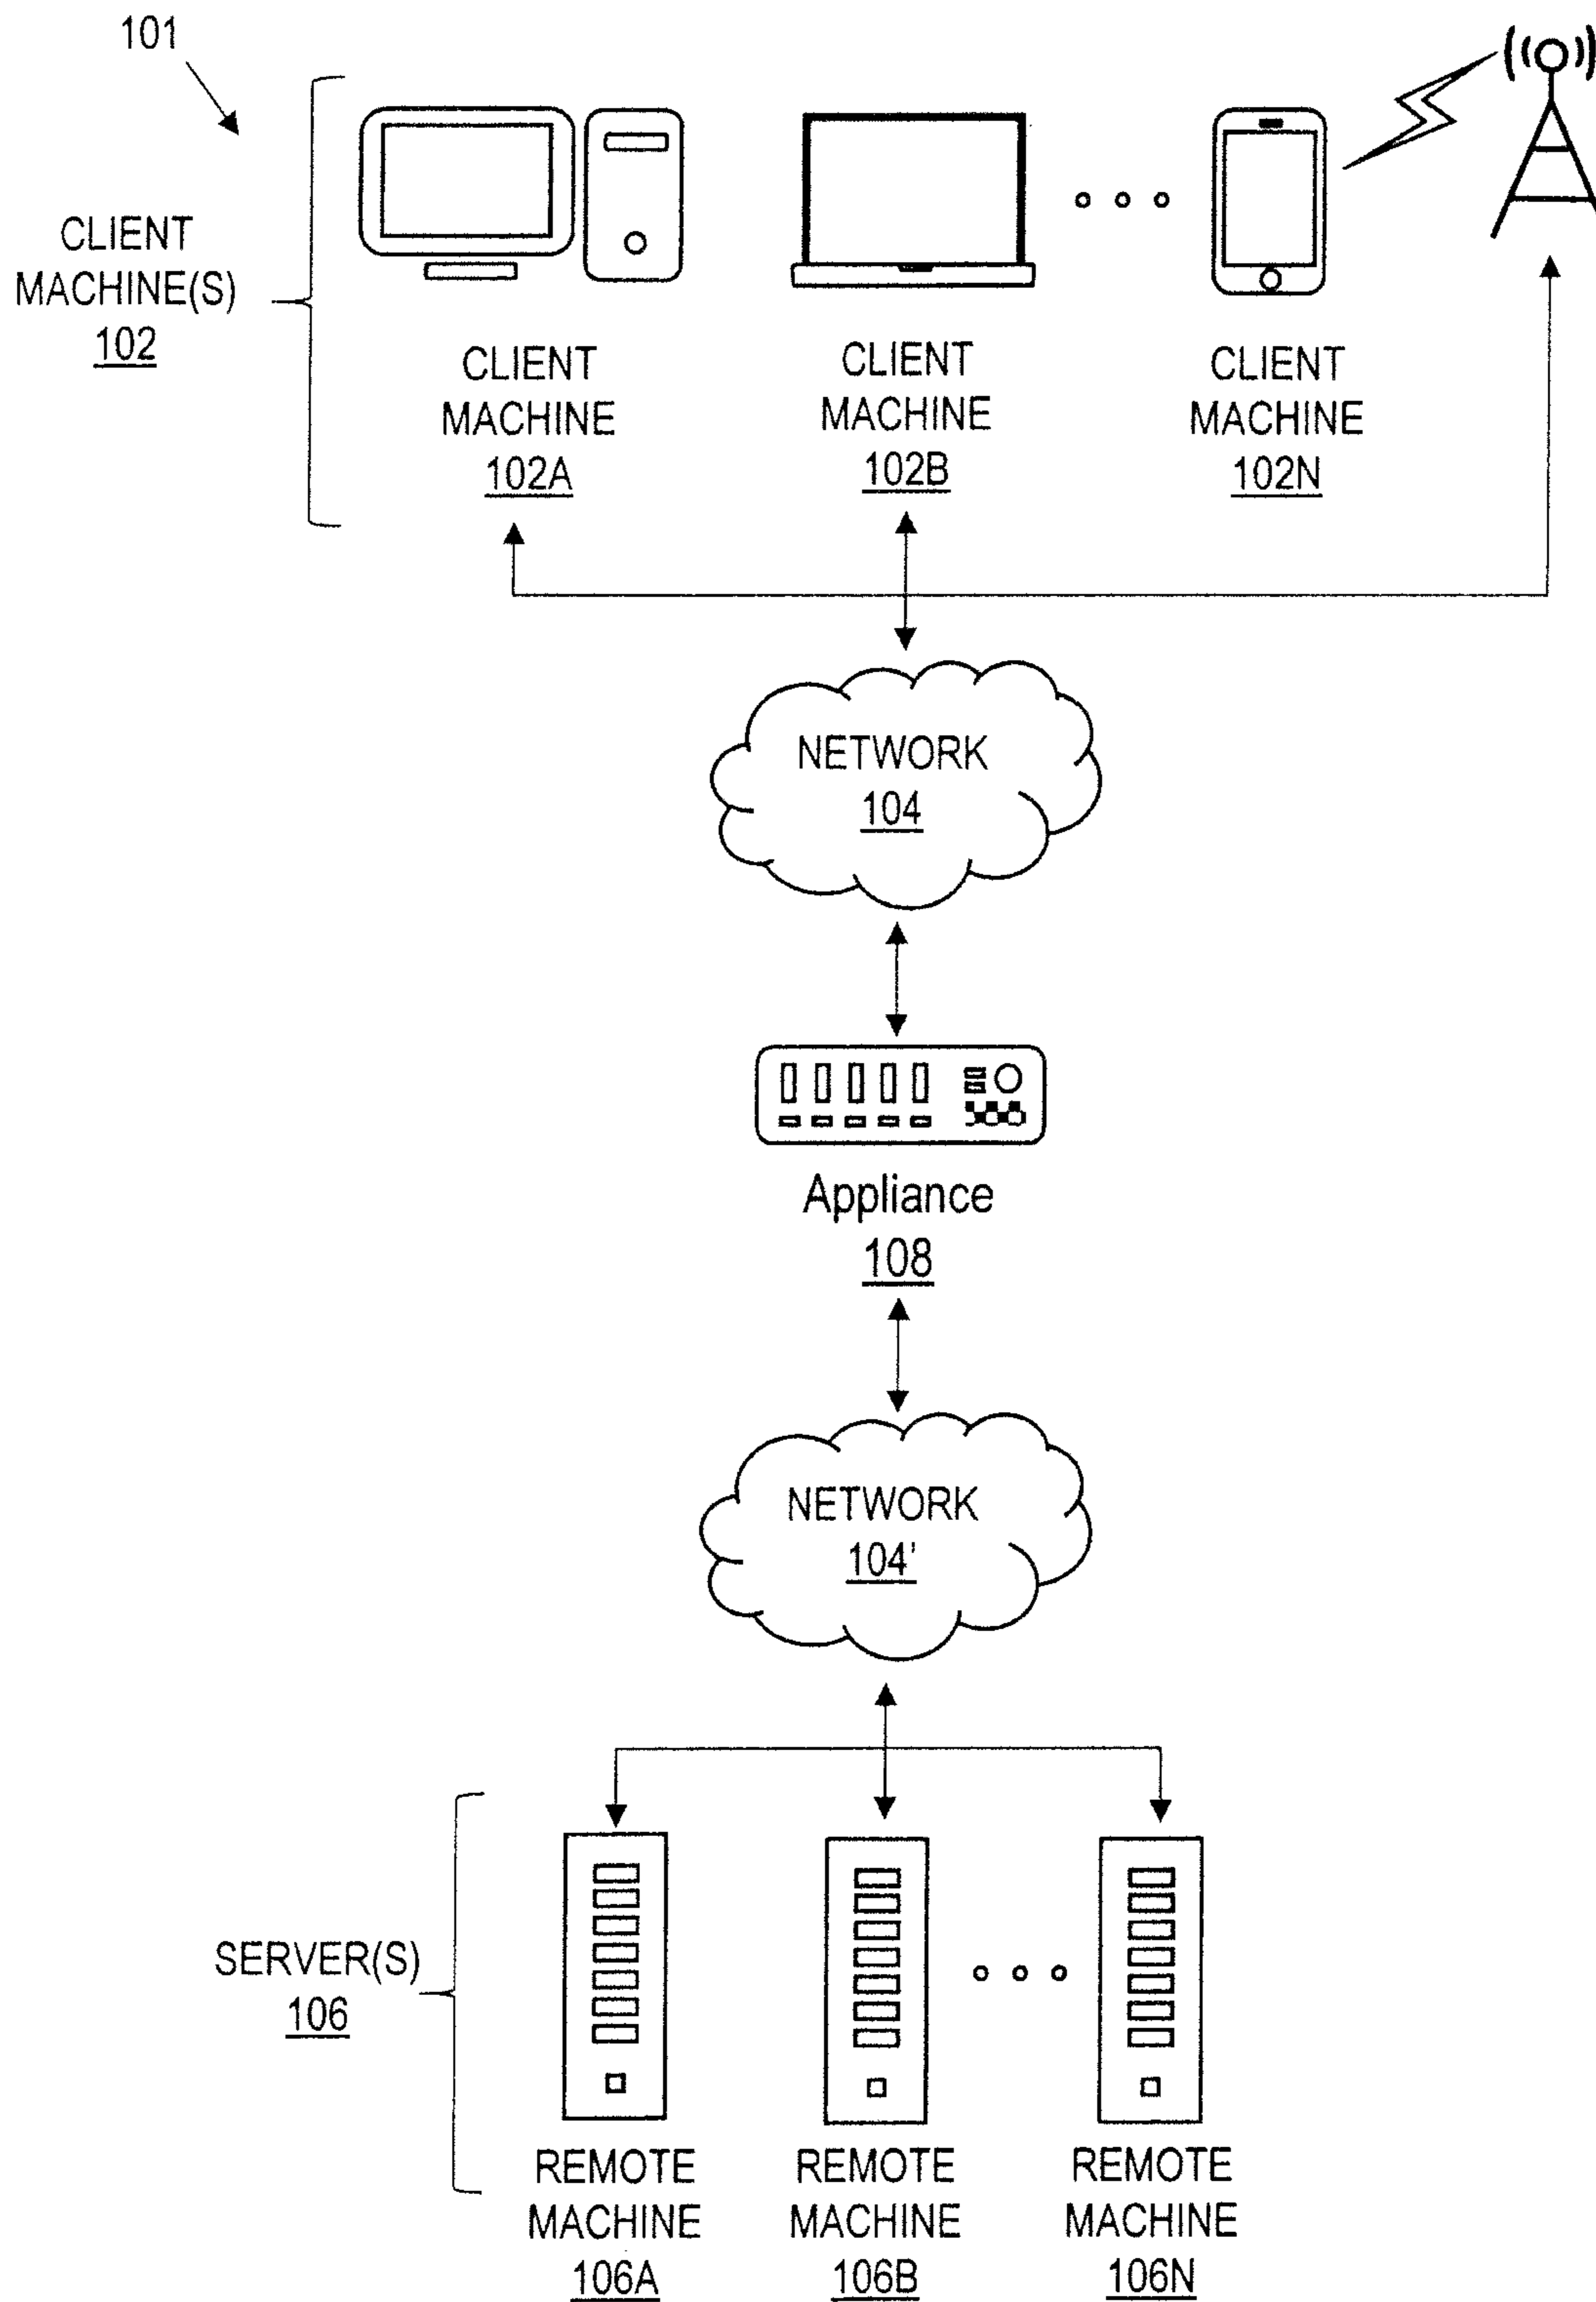 101
CLIENT
MACHINE(S)
102
CLIENT
MACHINE
102A
CLIENT
MACHINE
102B
CLIENT
MACHINE
102N
NETWORK
104
Appliance
108
NETWORK
104'
SERVER(S)
106
REMOTE
MACHINE
106A
REMOTE
MACHINE
106B
REMOTE
MACHINE
106N